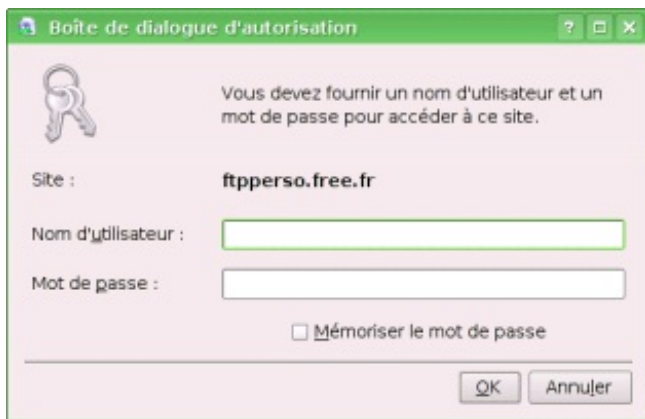 Boîte de dialogue d'autorisation
Vous devez fournir un nom d'utilisateur et un
mot de passe pour accéder à ce site.
Site :
ftpperso.free.fr
Nom d'utilisateur :
Mot de passe :
Mémoriser le mot de passe
OK
Annuler